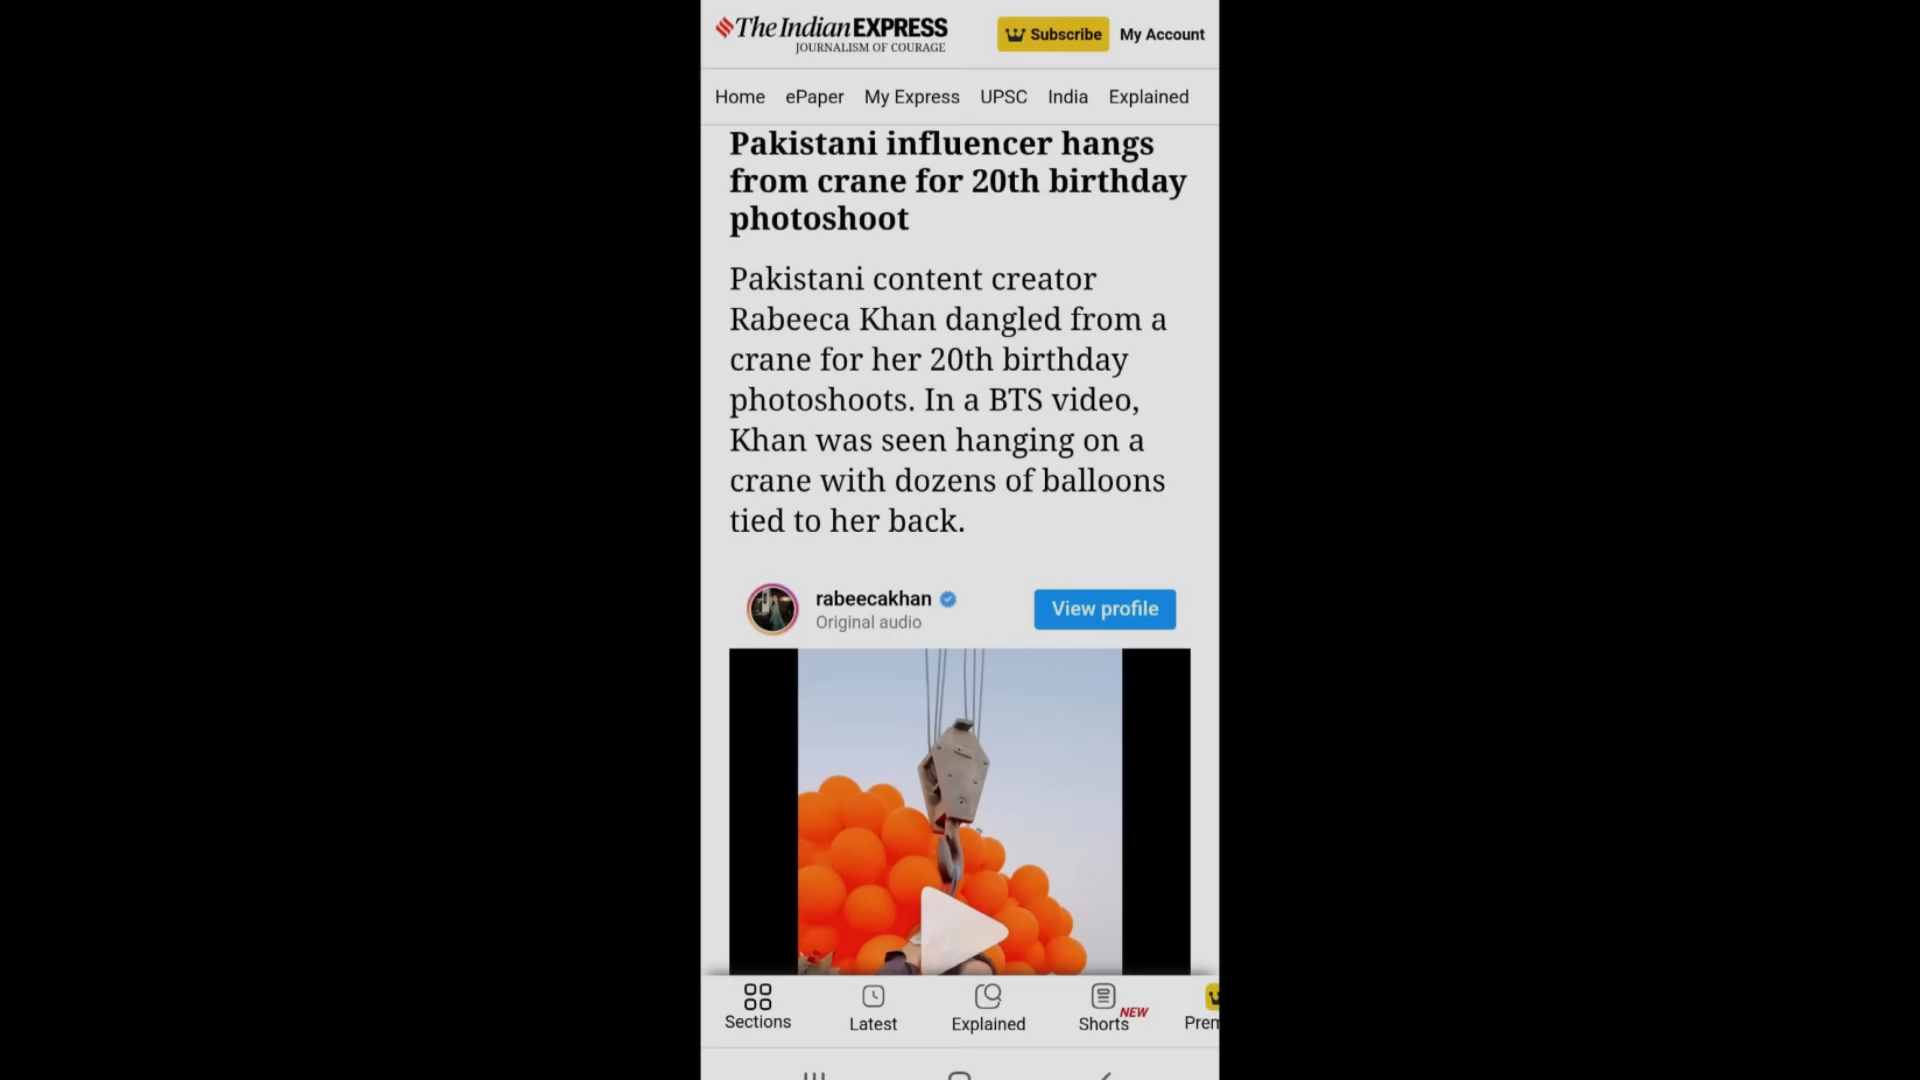 The Indian EXPRESS
JOURNALISM OF COURAGE
Subscribe
My Account
Home ePaper My Express UPSC India Explained
Pakistani influencer hangs
from crane for 20th birthday
photoshoot
Pakistani content creator
Rabeeca Khan dangled from a
crane for her 20th birthday
photoshoots. In a BTS video,
Khan was seen hanging on a
crane with dozens of balloons
tied to her back.
rabeecakhan
Original audio
View profile
Sections Latest Explained Shorts NEW Prem